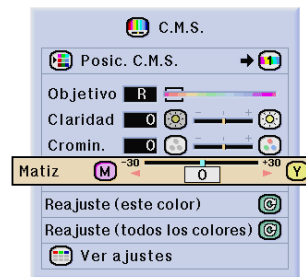 C.M.S.
Posic. C.M.S. 1
Objetivo R
Claridad 0 - +
Cromin. 0 - +
Matiz M -30 0 +30 Y
Reajuste (este color)
Reajuste (todos los colores)
Ver ajustes